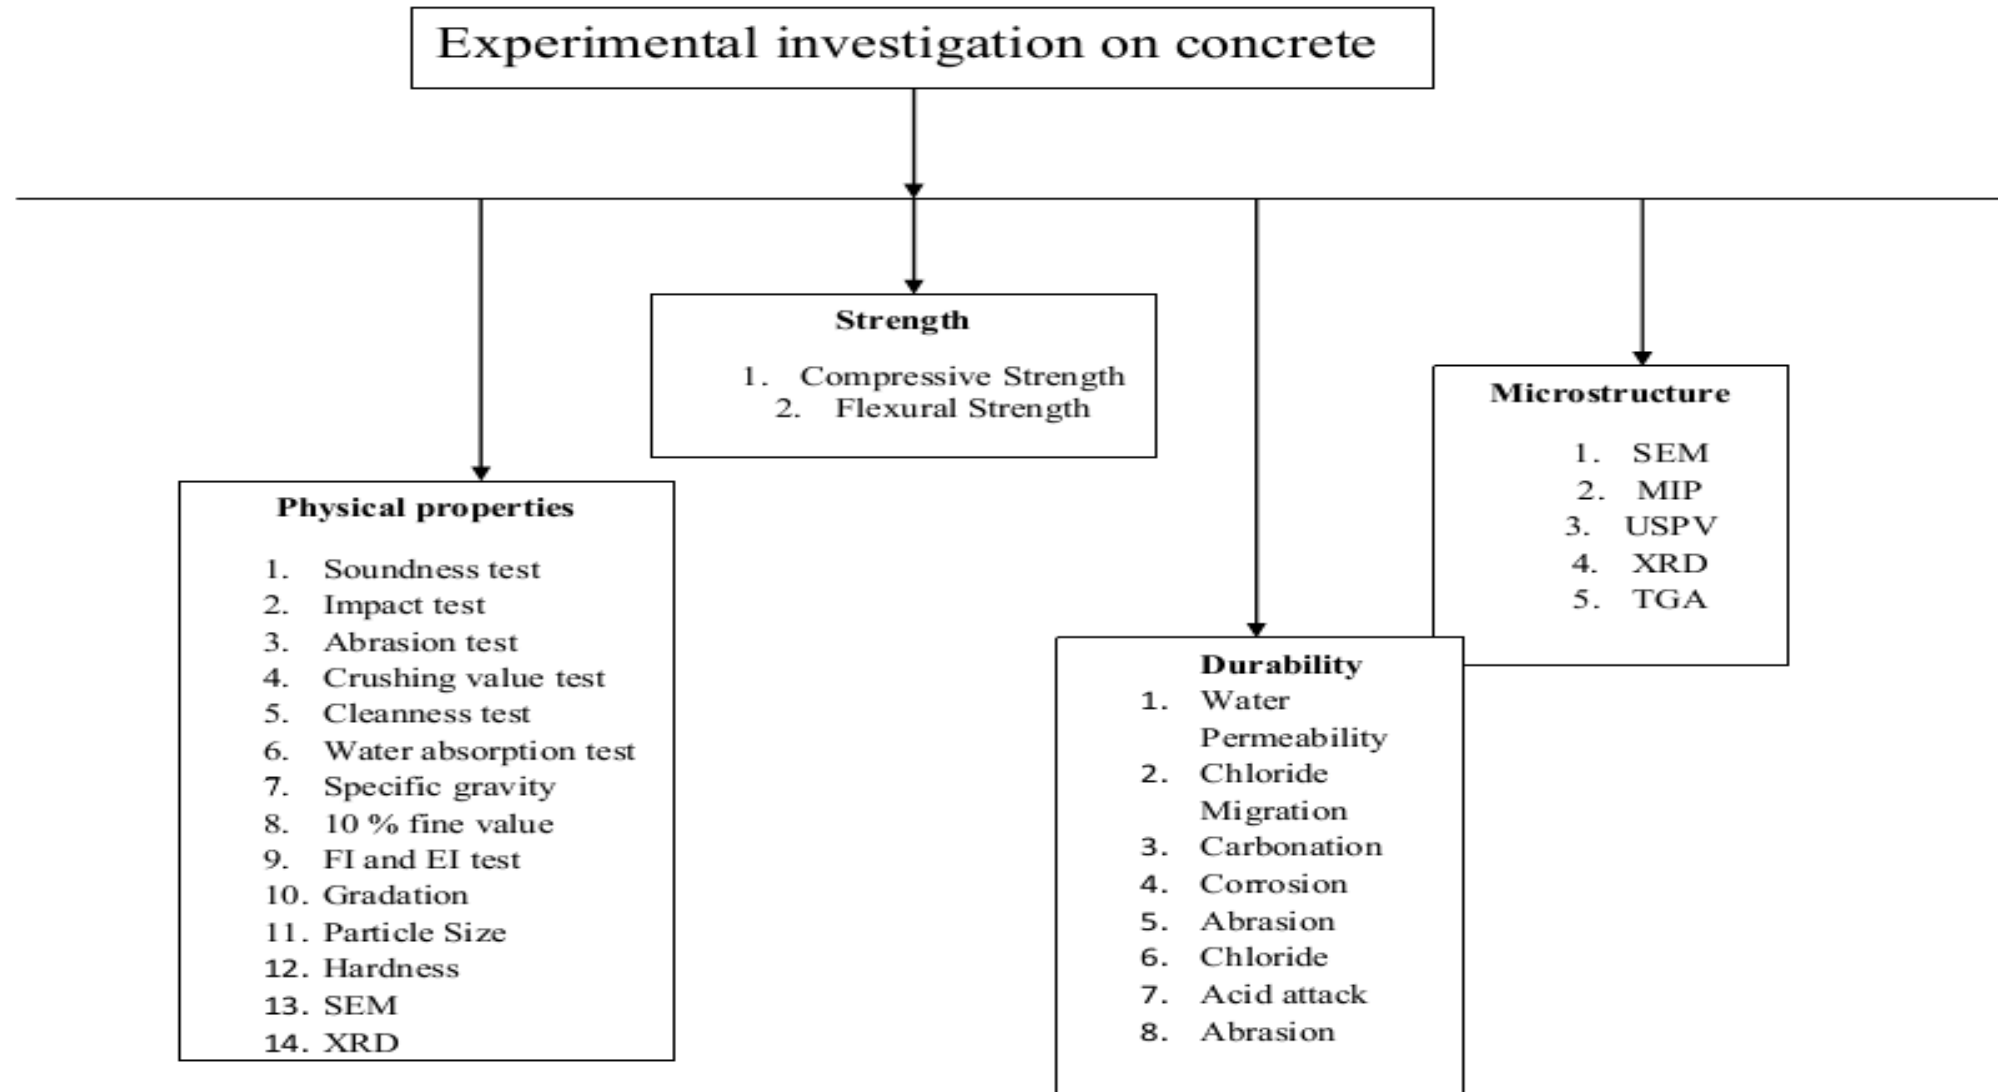 Experimental investigation on concrete
Strength
1. Compressive Strength
2. Flexural Strength
Microstructure
1. SEM
2. MIP
3. USPV
4. XRD
5. TGA
Physical properties
1. Soundness test
2. Impact test
3. Abrasion test
4. Crushing value test
5. Cleanness test
6. Water absorption test
7. Specific gravity
8. 10 % fine value
9. FI and EI test
10. Gradation
11. Particle Size
12. Hardness
13. SEM
14. XRD
Durability
1. Water
Permeability
2. Chloride
Migration
3. Carbonation
4. Corrosion
5. Abrasion
6. Chloride
7. Acid attack
8. Abrasion